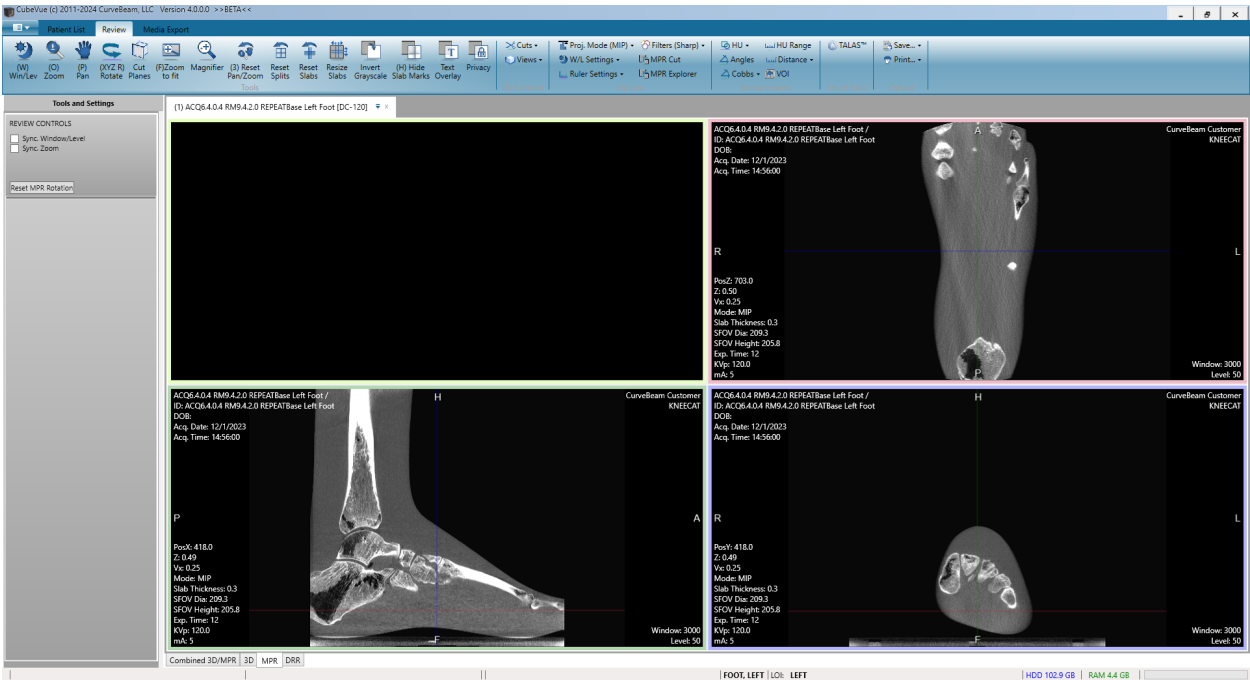 CubeVue (c) 2011-2024 CurveBeam, LLC Version 4.0.0.0 >>BETA<<
Patient List Review Media Export
(W) Win/Lev
(O) Zoom
(P) Pan
(XYZ R) Rotate
Cut Planes
(F)Zoom to fit
Magnifier
(3) Reset Pan/Zoom
Reset Splits
Reset Slabs
Resize Slabs
Invert Grayscale
(H) Hide Slab Marks
Text Overlay
Privacy
Tools
Cuts
Views
Proj. Mode (MIP)
W/L Settings
Ruler Settings
Filters (Sharp)
MPR Cut
MPR Explorer
HU
Angles
Cobbs
HU Range
Distance
VOI
TALAS™
Save...
Print...
Tools and Settings
REVIEW CONTROLS
Sync. Window/Level
Sync. Zoom
Reset MPR Rotation
(1) ACQ6.4.0.4 RM9.4.2.0 REPEATBase Left Foot [DC-120]
ACQ6.4.0.4 RM9.4.2.0 REPEATBase Left Foot /
ID: ACQ6.4.0.4 RM9.4.2.0 REPEATBase Left Foot
DOB:
Acq. Date: 12/1/2023
Acq. Time: 14:56:00
A
CurveBeam Customer
KNEECAT
R
L
PosZ: 703.0
Z: 0.50
Vx: 0.25
Mode: MIP
Slab Thickness: 0.3
SFOV Dia: 209.3
SFOV Height: 205.8
Exp. Time: 12
KVp: 120.0
mA: 5
P
Window: 3000
Level: 50
ACQ6.4.0.4 RM9.4.2.0 REPEATBase Left Foot /
ID: ACQ6.4.0.4 RM9.4.2.0 REPEATBase Left Foot
DOB:
Acq. Date: 12/1/2023
Acq. Time: 14:56:00
H
CurveBeam Customer
KNEECAT
P
A
PosX: 418.0
Z: 0.49
Vx: 0.25
Mode: MIP
Slab Thickness: 0.3
SFOV Dia: 209.3
SFOV Height: 205.8
Exp. Time: 12
KVp: 120.0
mA: 5
F
Window: 3000
Level: 50
ACQ6.4.0.4 RM9.4.2.0 REPEATBase Left Foot /
ID: ACQ6.4.0.4 RM9.4.2.0 REPEATBase Left Foot
DOB:
Acq. Date: 12/1/2023
Acq. Time: 14:56:00
H
CurveBeam Customer
KNEECAT
R
L
PosY: 418.0
Z: 0.49
Vx: 0.25
Mode: MIP
Slab Thickness: 0.3
SFOV Dia: 209.3
SFOV Height: 205.8
Exp. Time: 12
KVp: 120.0
mA: 5
F
Window: 3000
Level: 50
Combined 3D/MPR 3D MPR DRR
FOOT, LEFT LOI: LEFT HDD 102.9 GB RAM 4.4 GB